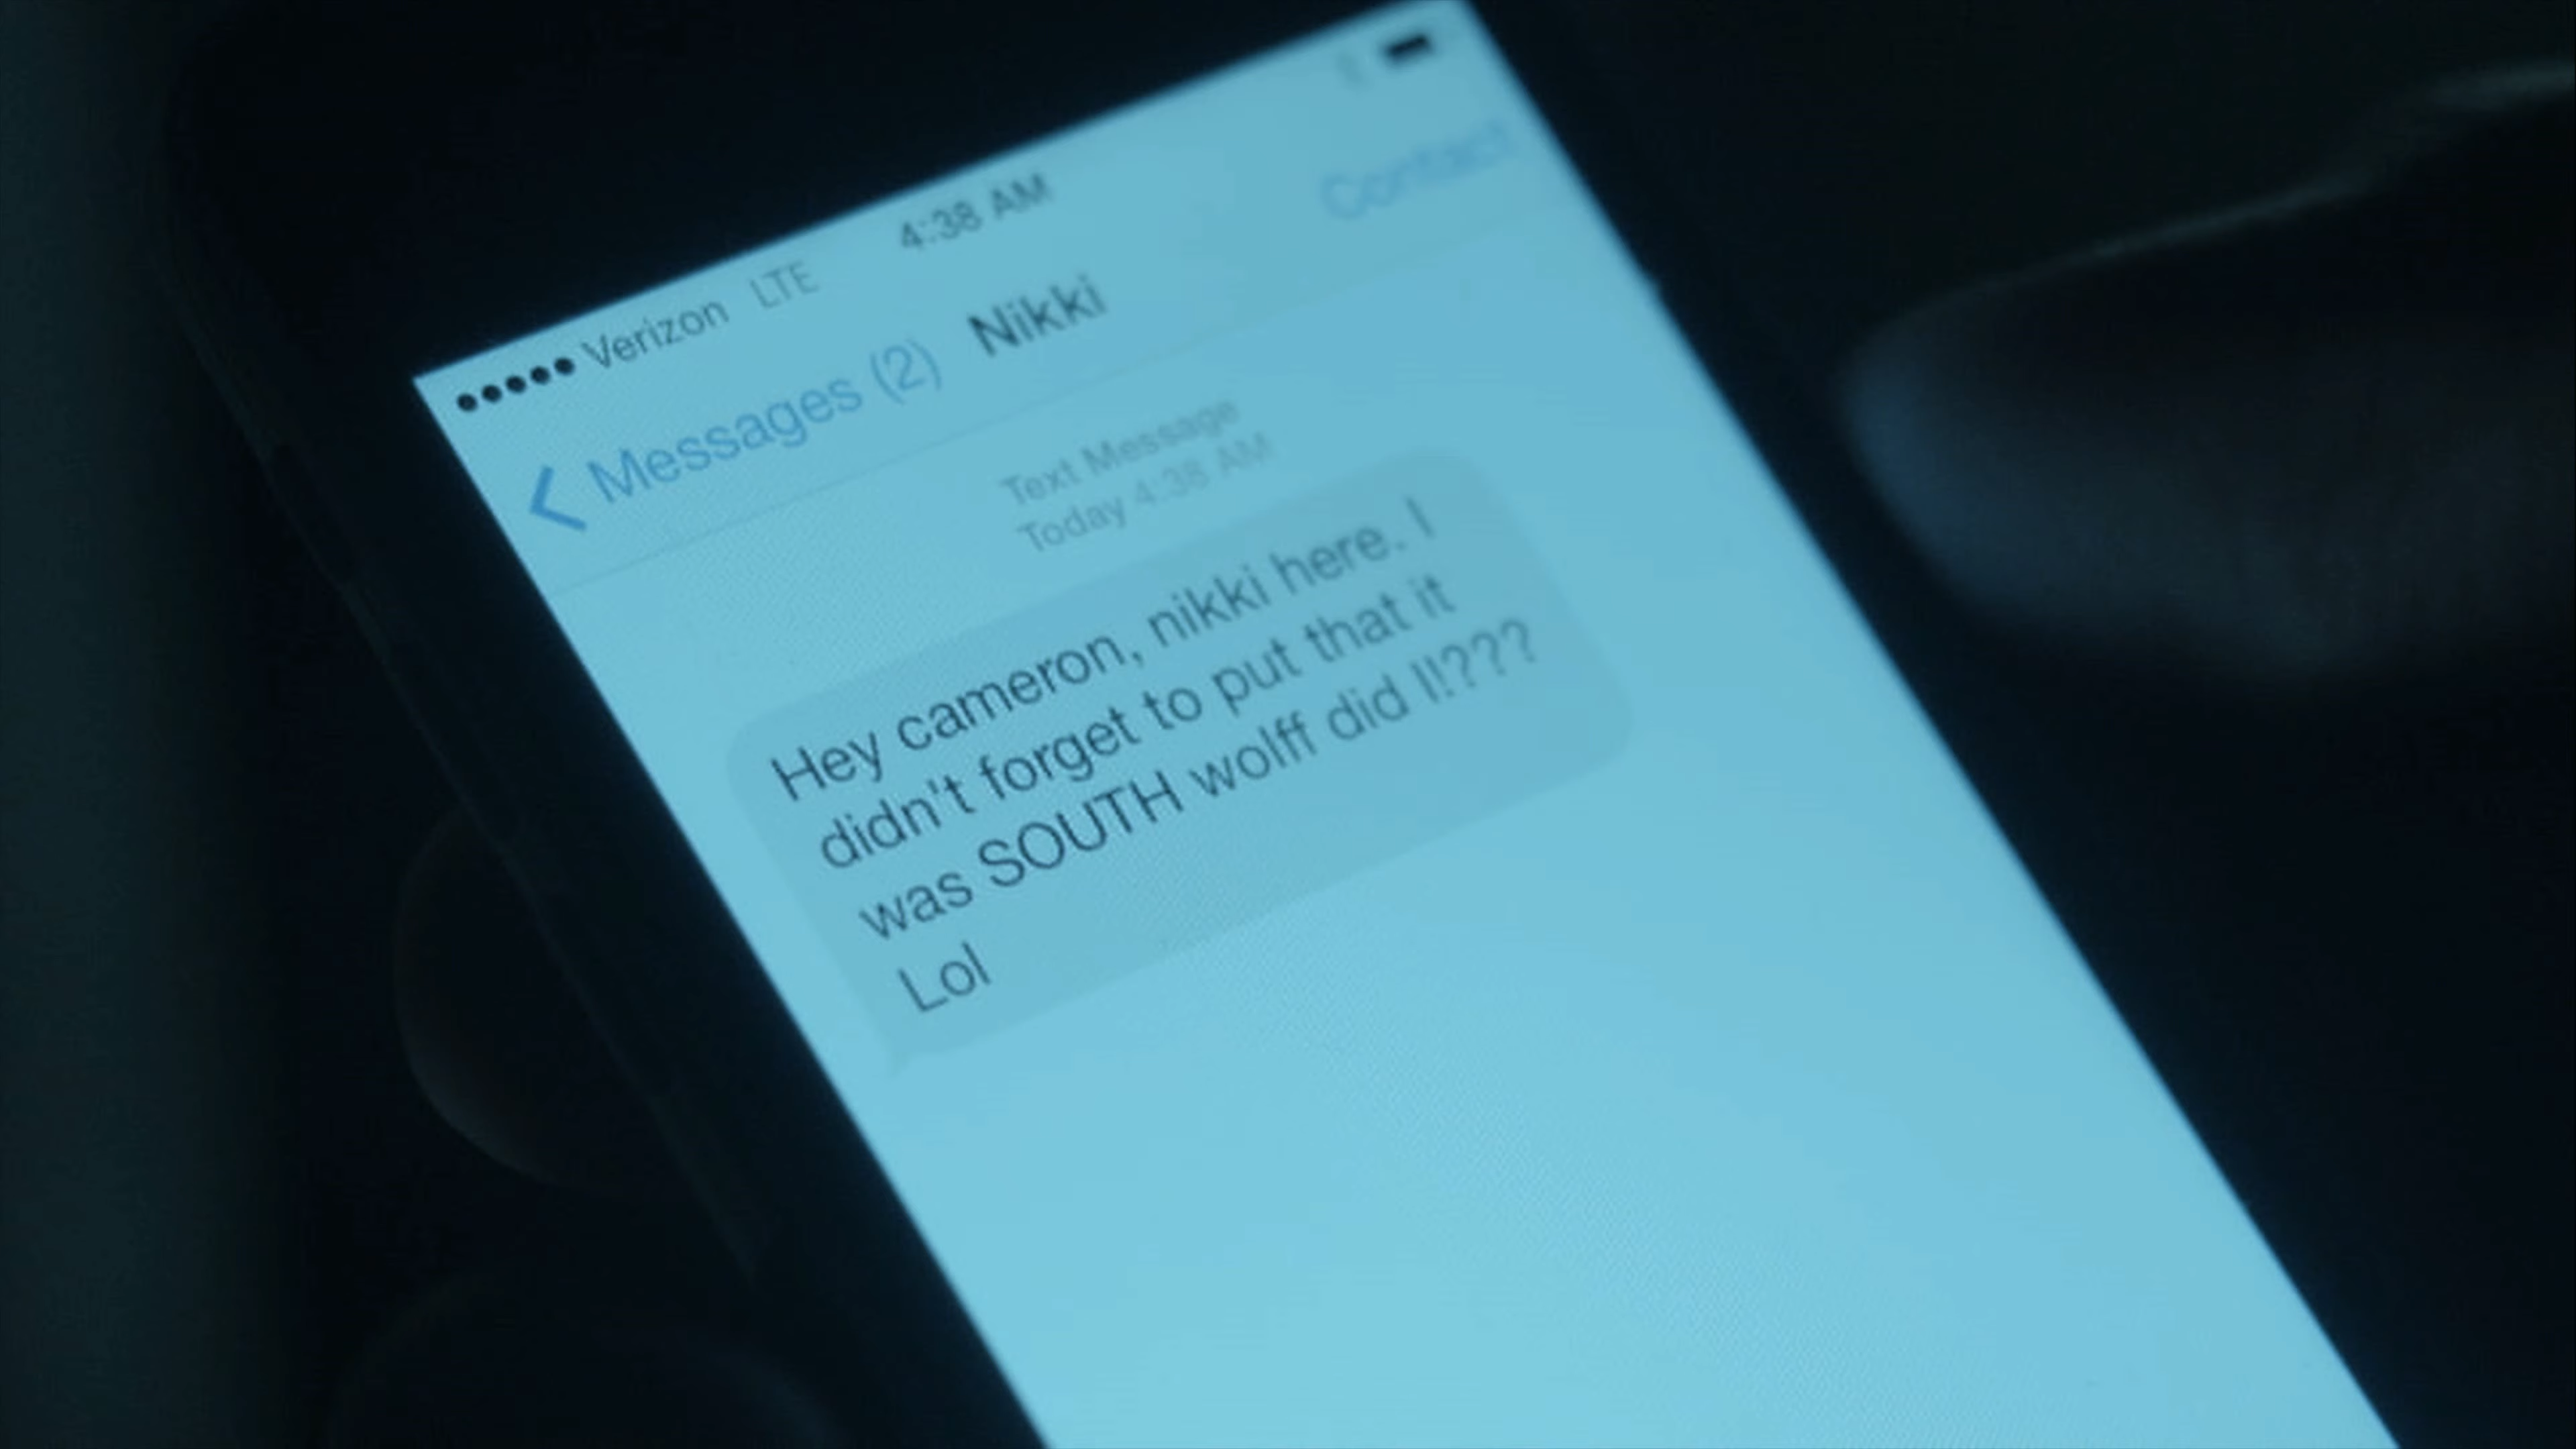 ●●●●● Verizon LTE 4:38 AM
< Messages (2) Nikki Contact
Text Message
Today 4:38 AM
Hey cameron, nikki here. I
didn't forget to put that it
was SOUTH wolff did I!???
Lol